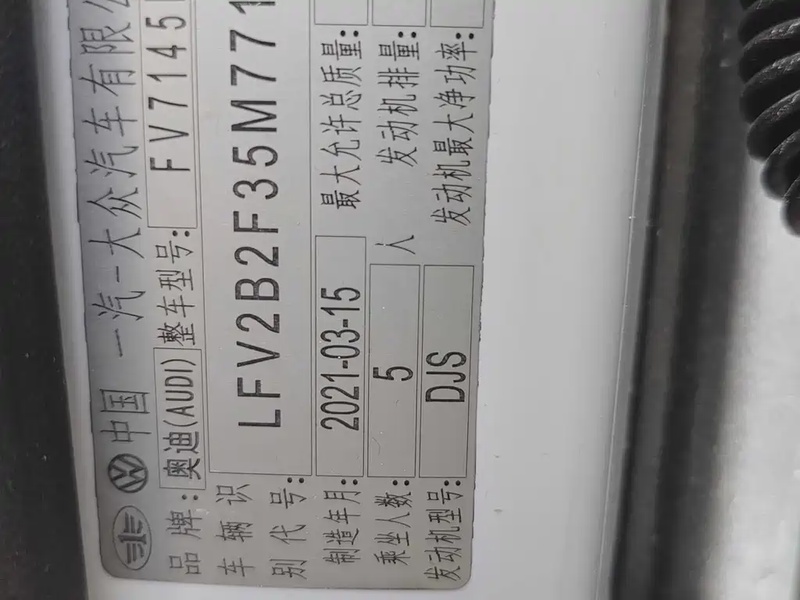 中国 一汽-大众汽车有限
品牌: 奥迪(AUDI) 整车型号: FV7145
车辆识别代号: LFV2B2F35M771
制造年月: 2021-03-15 最大允许总质量:
乘坐人数: 5 人 发动机排量:
发动机型号: DJS 发动机最大净功率: